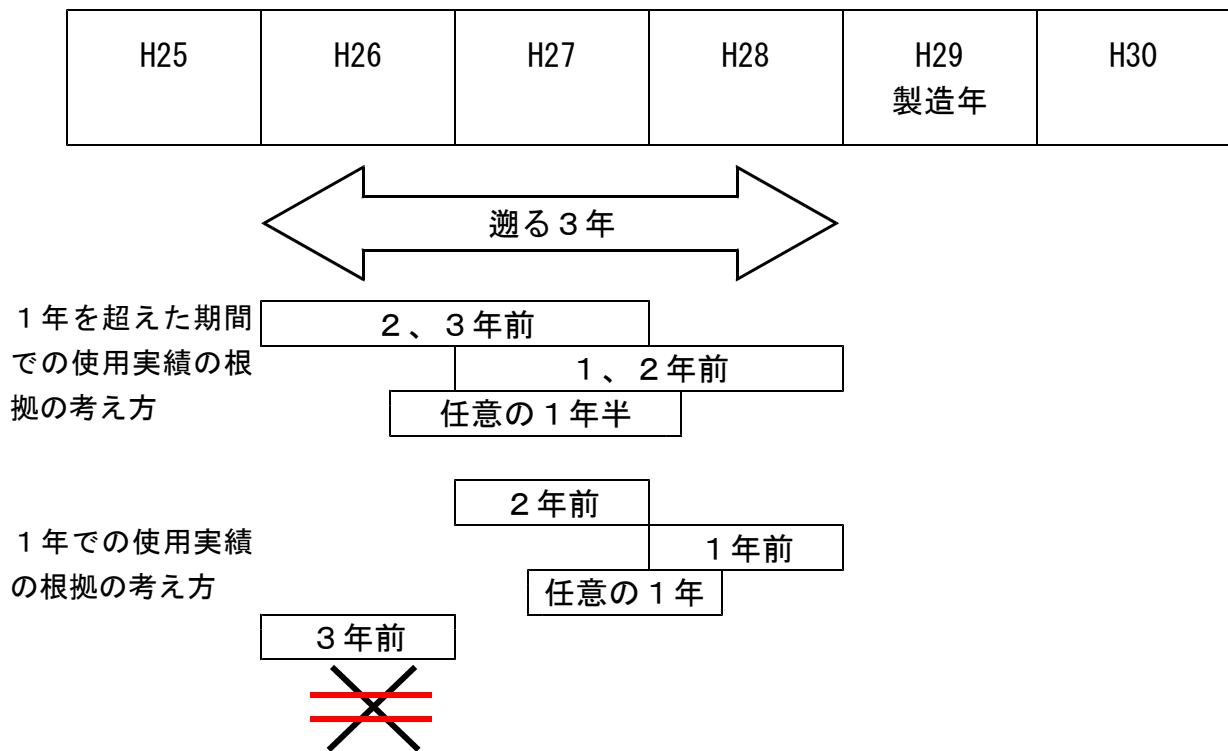 H25 H26 H27 H28 H29 H30
製造年
遡る３年
１年を超えた期間
での使用実績の根
拠の考え方
２、３年前
１、２年前
任意の１年半
２年前
１年での使用実績
の根拠の考え方
１年前
任意の１年
３年前